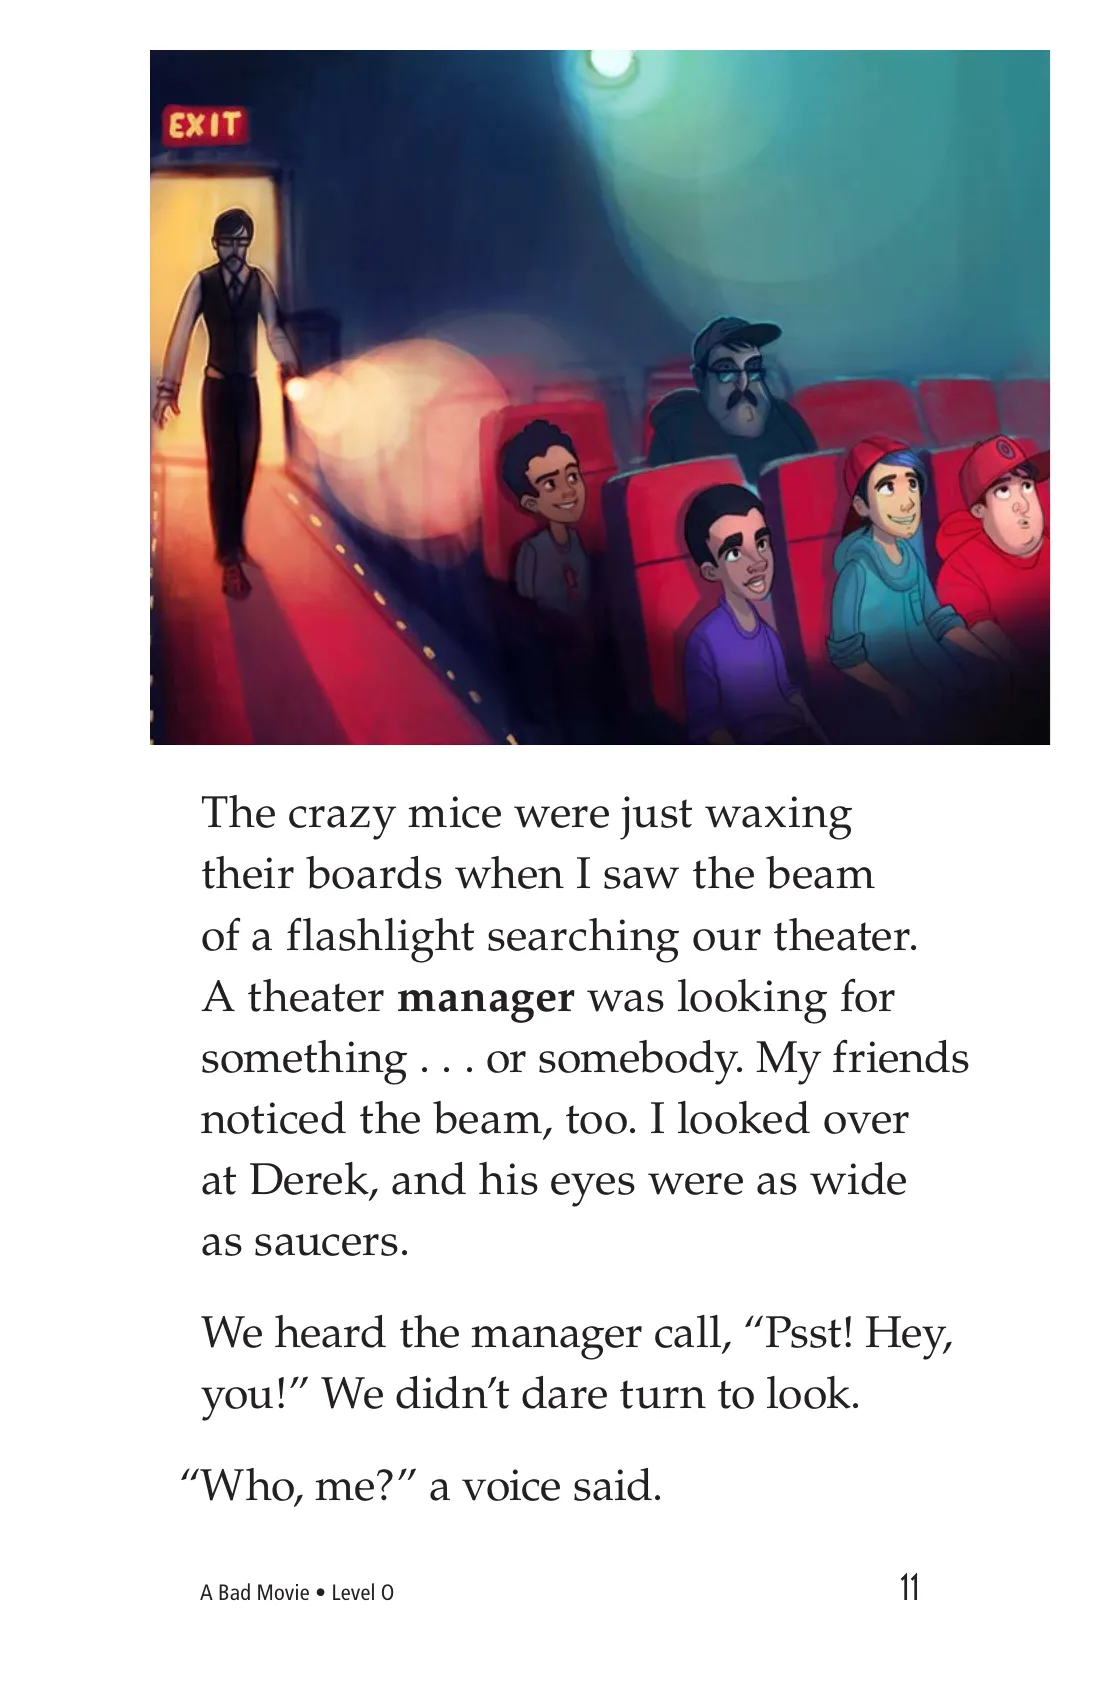 EXIT
The crazy mice were just waxing
their boards when I saw the beam
of a flashlight searching our theater.
A theater manager was looking for
something . . . or somebody. My friends
noticed the beam, too. I looked over
at Derek, and his eyes were as wide
as saucers.
We heard the manager call, “Psst! Hey,
you!” We didn’t dare turn to look.
“Who, me?” a voice said.
A Bad Movie • Level O 11